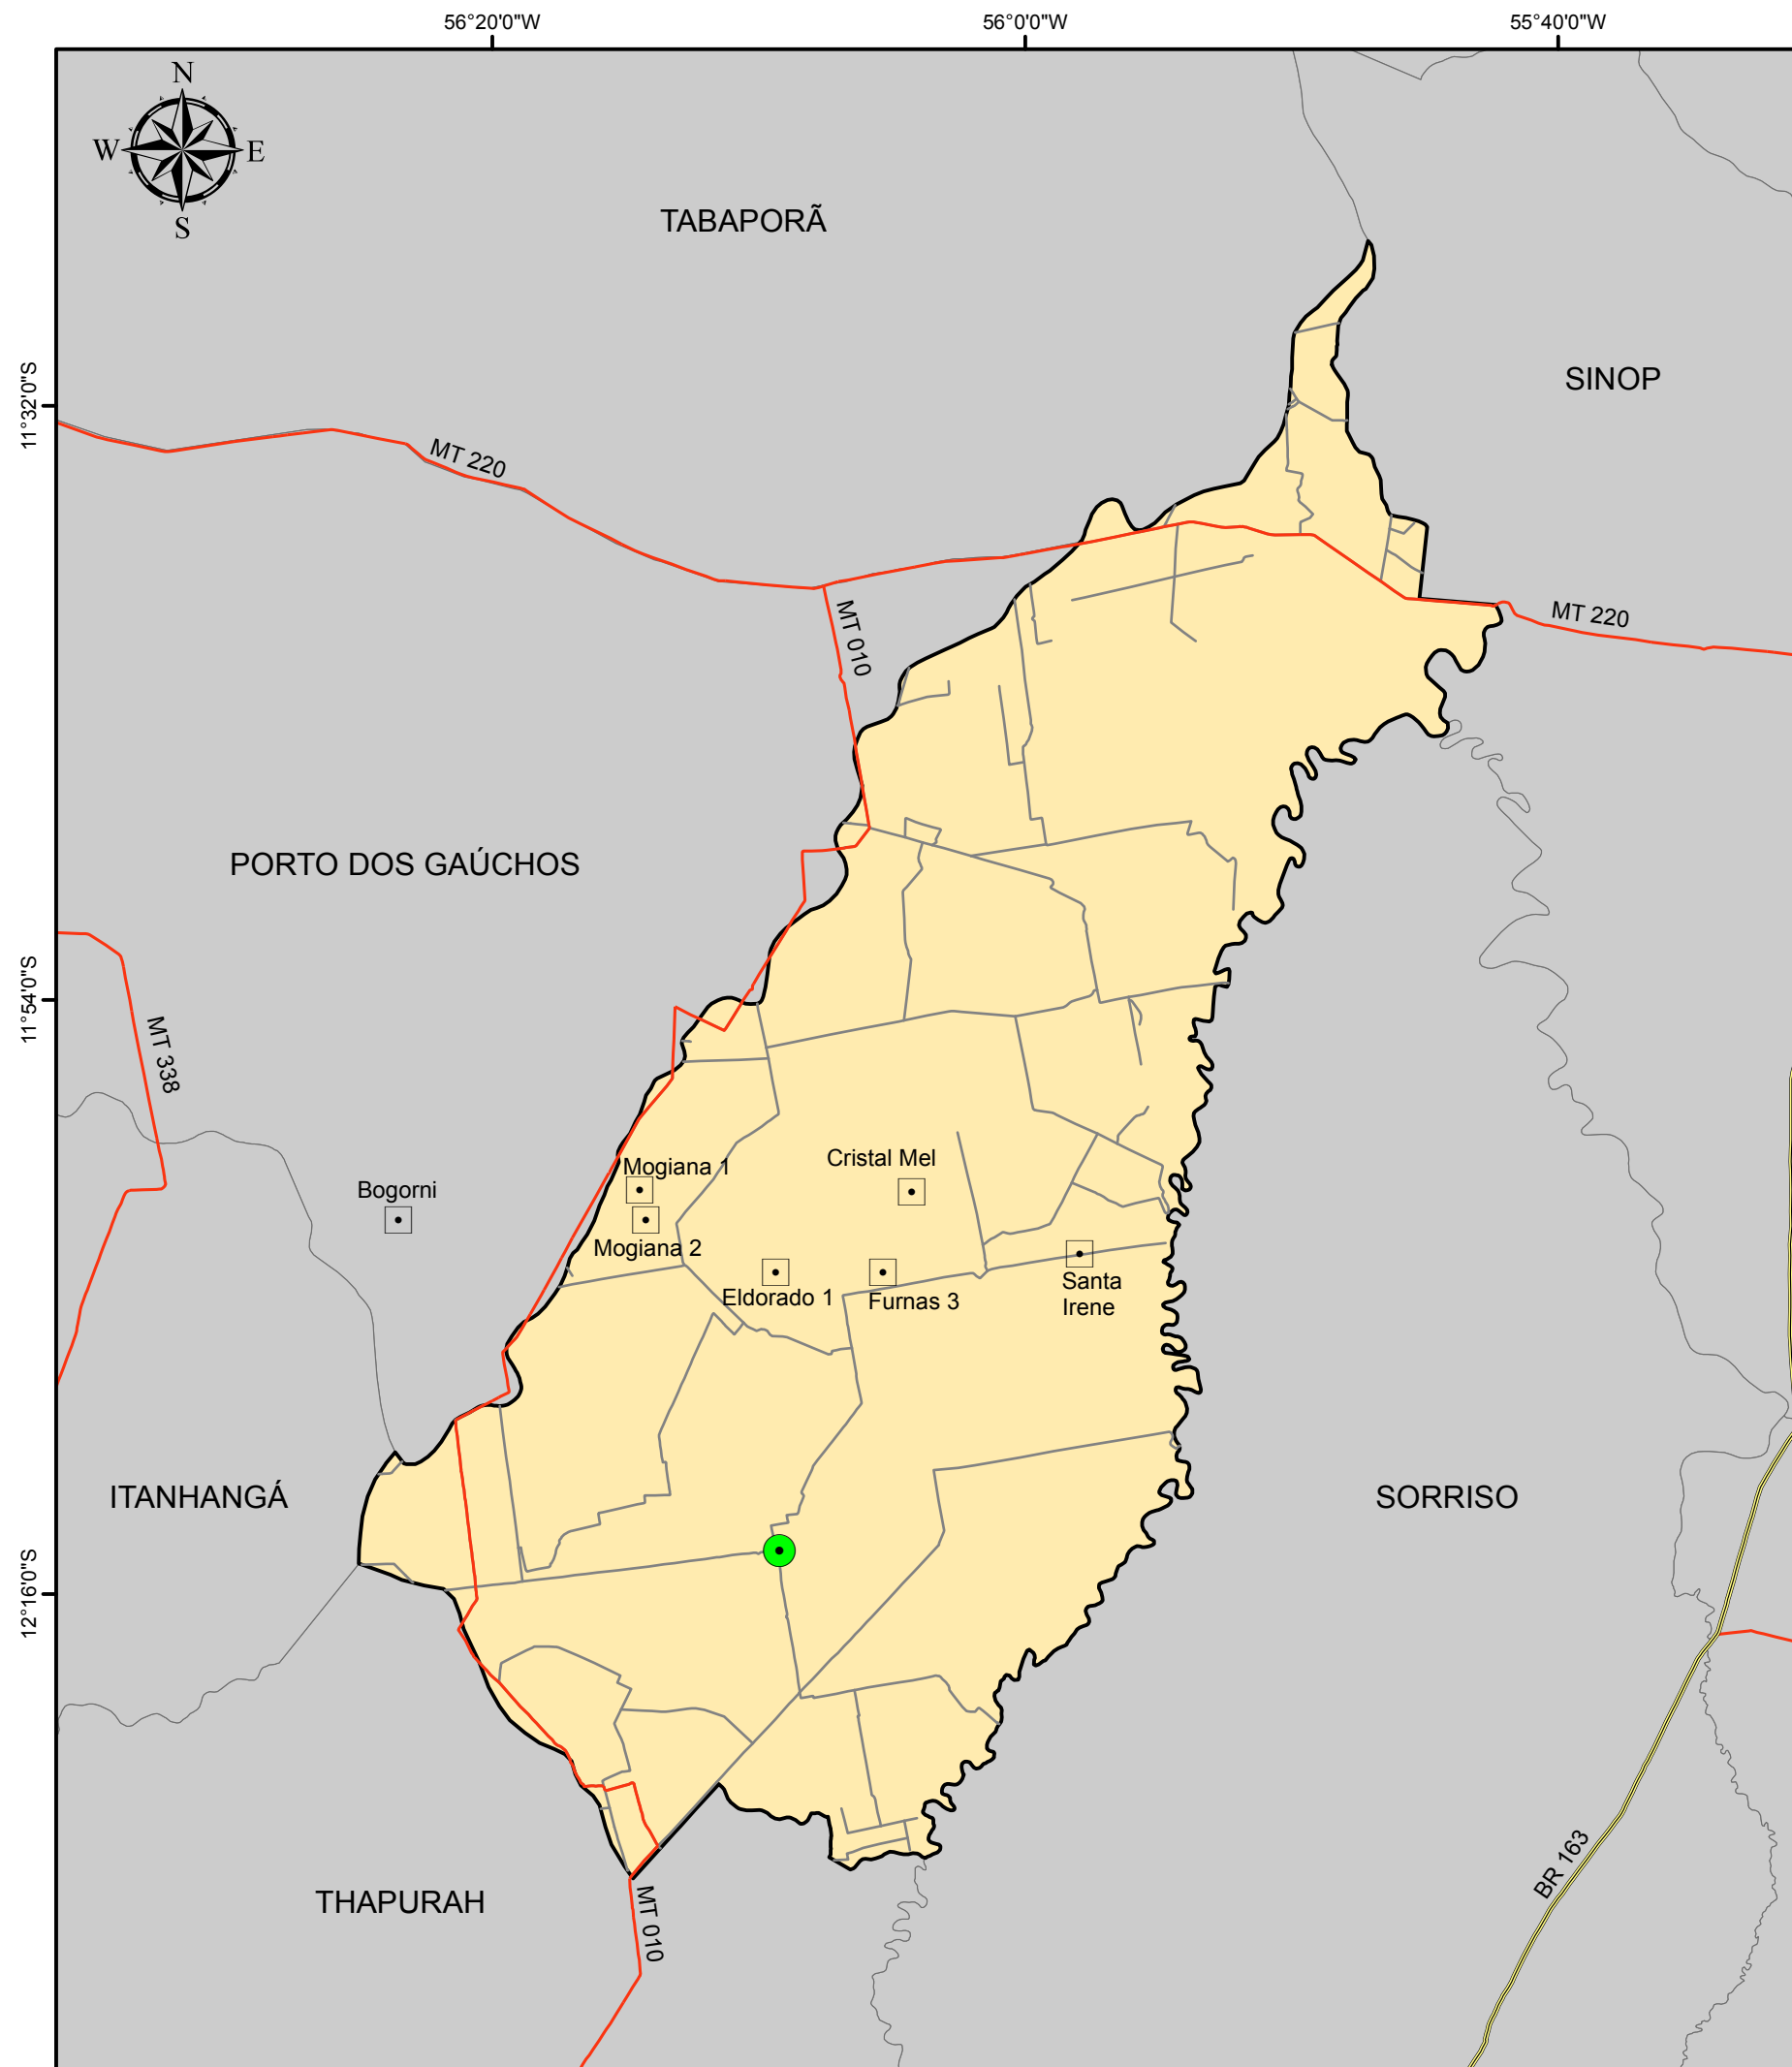 56°20'0"W
56°0'0"W
55°40'0"W
N
W
E
S
TABAPORÃ
SINOP
11°32'0"S
MT 220
MT 010
MT 220
PORTO DOS GAÚCHOS
11°54'0"S
MT 338
Cristal Mel
Mogiana 1
Bogorni
Mogiana 2
Santa
Irene
Eldorado 1
Furnas 3
ITANHANGÁ
SORRISO
12°16'0"S
BR 163
THAPURAH
MT 010